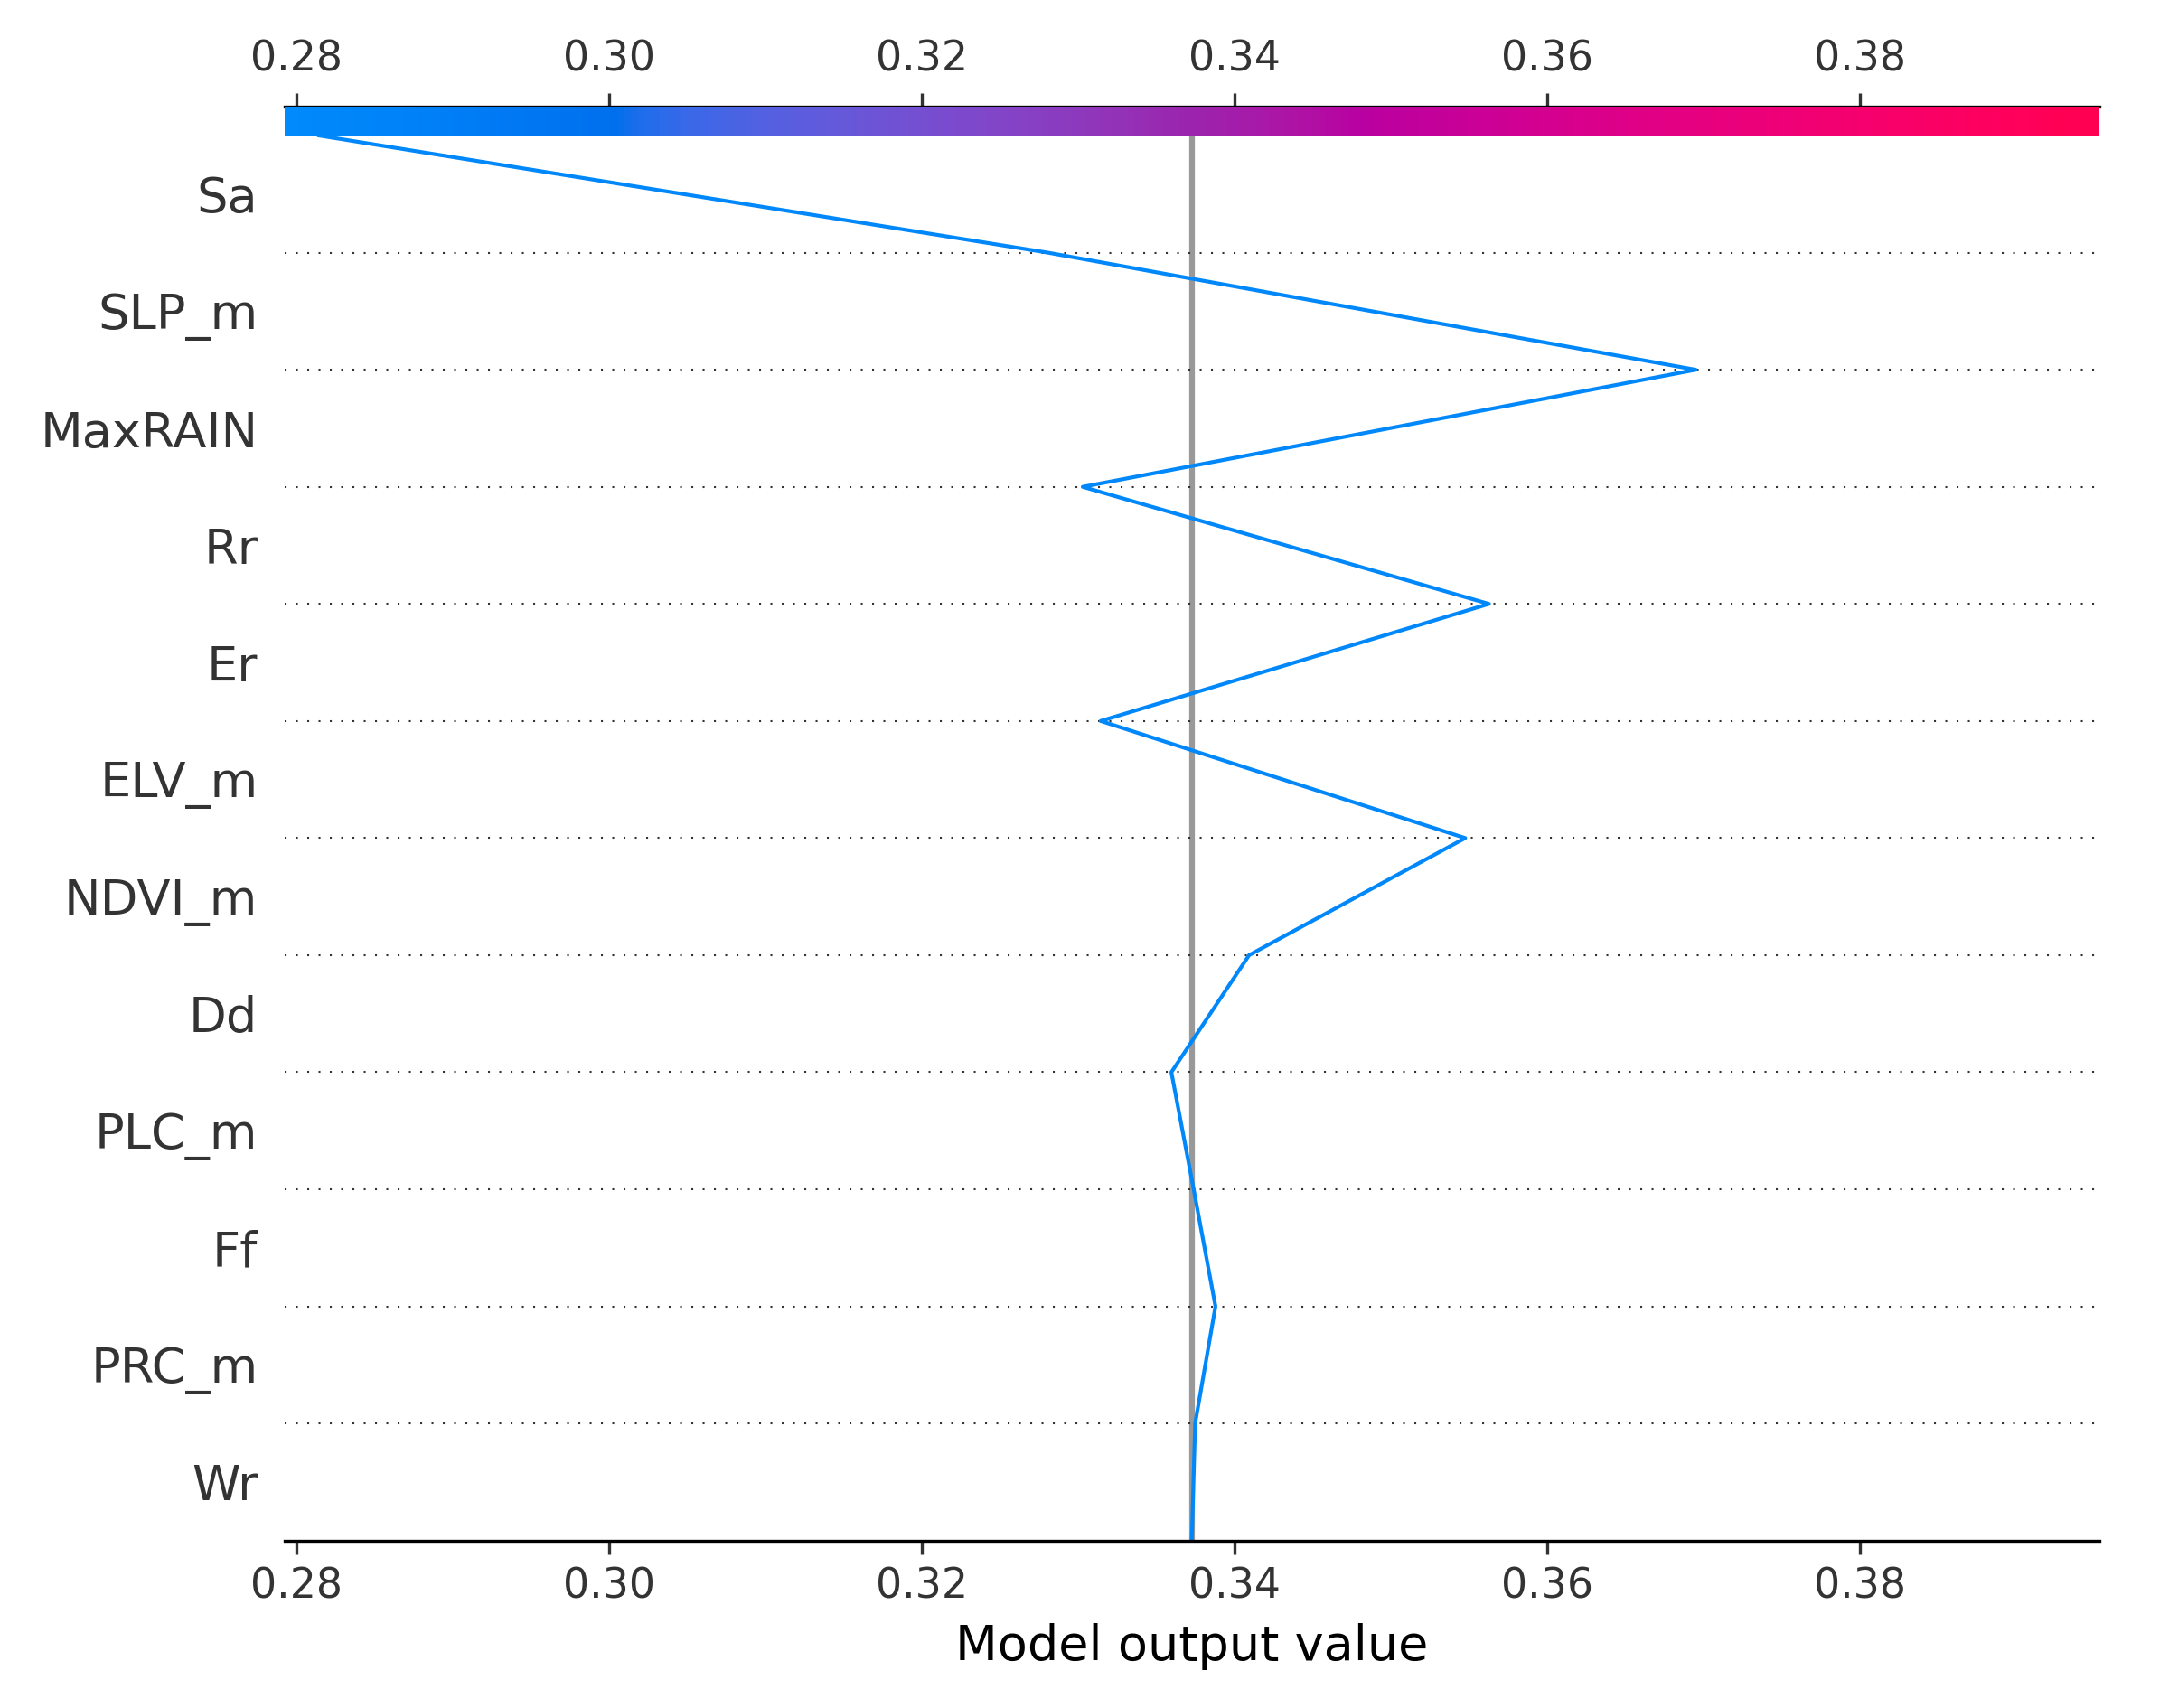 0.28 0.30 0.32 0.34 0.36 0.38
Sa
SLP_m
MaxRAIN
Rr
Er
ELV_m
NDVI_m
Dd
PLC_m
Ff
PRC_m
Wr
0.28 0.30 0.32 0.34 0.36 0.38
Model output value